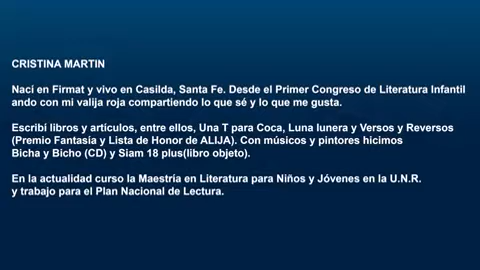 CRISTINA MARTIN
Nací en Firmat y vivo en Casilda, Santa Fe. Desde el Primer Congreso de Literatura Infantil
ando con mi valija roja compartiendo lo que sé y lo que me gusta.
Escribí libros y artículos, entre ellos, Una T para Coca, Luna lunera y Versos y Reversos
(Premio Fantasía y Lista de Honor de ALIJA). Con músicos y pintores hicimos
Bicha y Bicho (CD) y Siam 18 plus(libro objeto).
En la actualidad curso la Maestría en Literatura para Niños y Jóvenes en la U.N.R.
y trabajo para el Plan Nacional de Lectura.